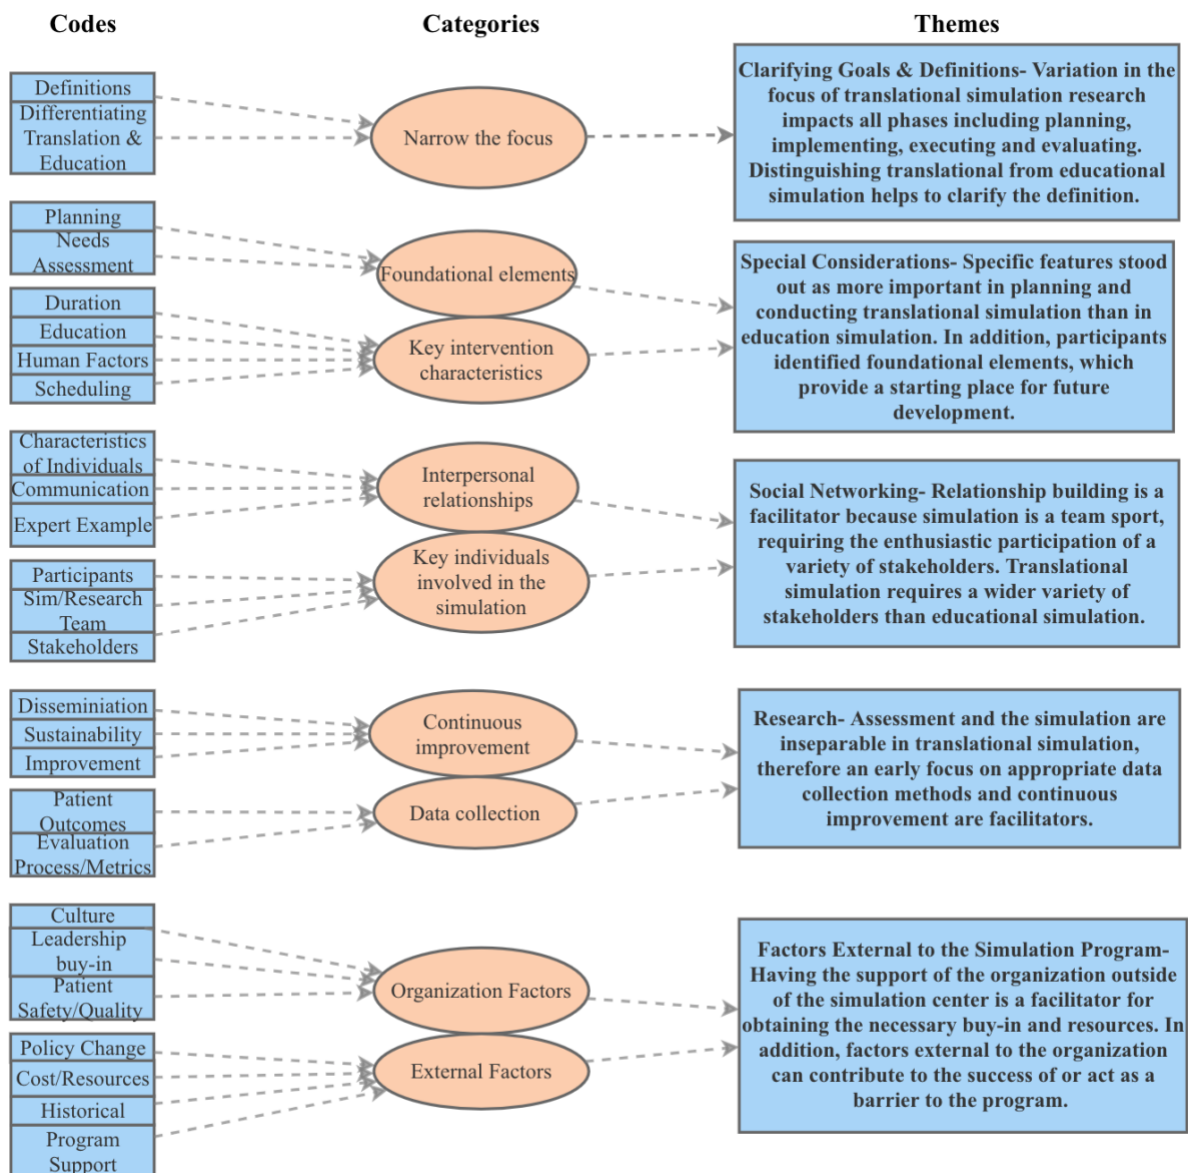 Codes
Categories
Themes
Definitions
Differentiating
Translation &
Education
Narrow the focus
Clarifying Goals & Definitions- Variation in the
focus of translational simulation research
impacts all phases including planning,
implementing, executing and evaluating.
Distinguishing translational from educational
simulation helps to clarify the definition.
Planning
Needs
Assessment
Foundational elements
Duration
Education
Human Factors
Scheduling
Key intervention
characteristics
Special Considerations- Specific features stood
out as more important in planning and
conducting translational simulation than in
education simulation. In addition, participants
identified foundational elements, which
provide a starting place for future
development.
Characteristics
of Individuals
Communication
Expert Example
Interpersonal
relationships
Participants
Sim/Research
Team
Stakeholders
Key individuals
involved in the
simulation
Social Networking- Relationship building is a
facilitator because simulation is a team sport,
requiring the enthusiastic participation of a
variety of stakeholders. Translational
simulation requires a wider variety of
stakeholders than educational simulation.
Disseminiation
Sustainability
Improvement
Continuous
improvement
Patient
Outcomes
Evaluation
Process/Metrics
Data collection
Research- Assessment and the simulation are
inseparable in translational simulation,
therefore an early focus on appropriate data
collection methods and continuous
improvement are facilitators.
Culture
Leadership
buy-in
Patient
Safety/Quality
Organization Factors
Policy Change
Cost/Resources
Historical
Program
Support
External Factors
Factors External to the Simulation Program-
Having the support of the organization outside
of the simulation center is a facilitator for
obtaining the necessary buy-in and resources. In
addition, factors external to the organization
can contribute to the success of or act as a
barrier to the program.